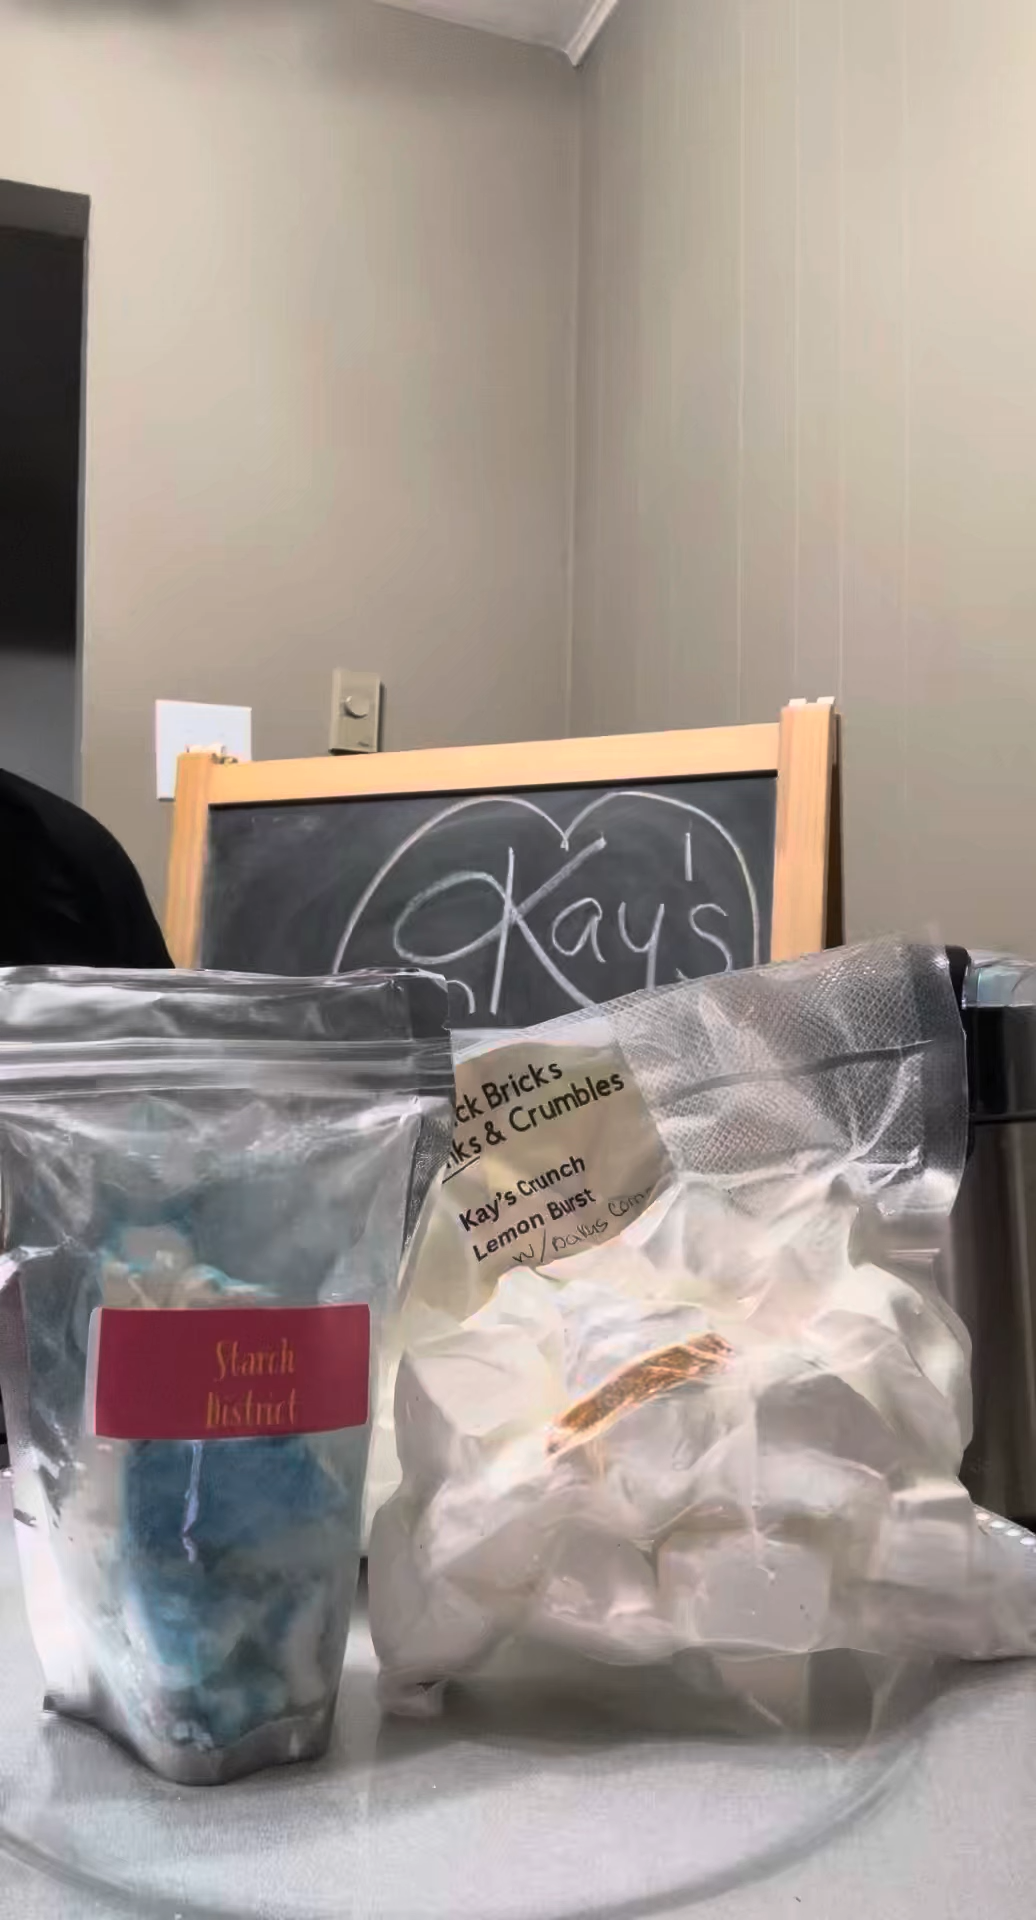 Kay's
ck Bricks
nks & Crumbles
Kay's Crunch
Lemon Burst
w/
Starch
District